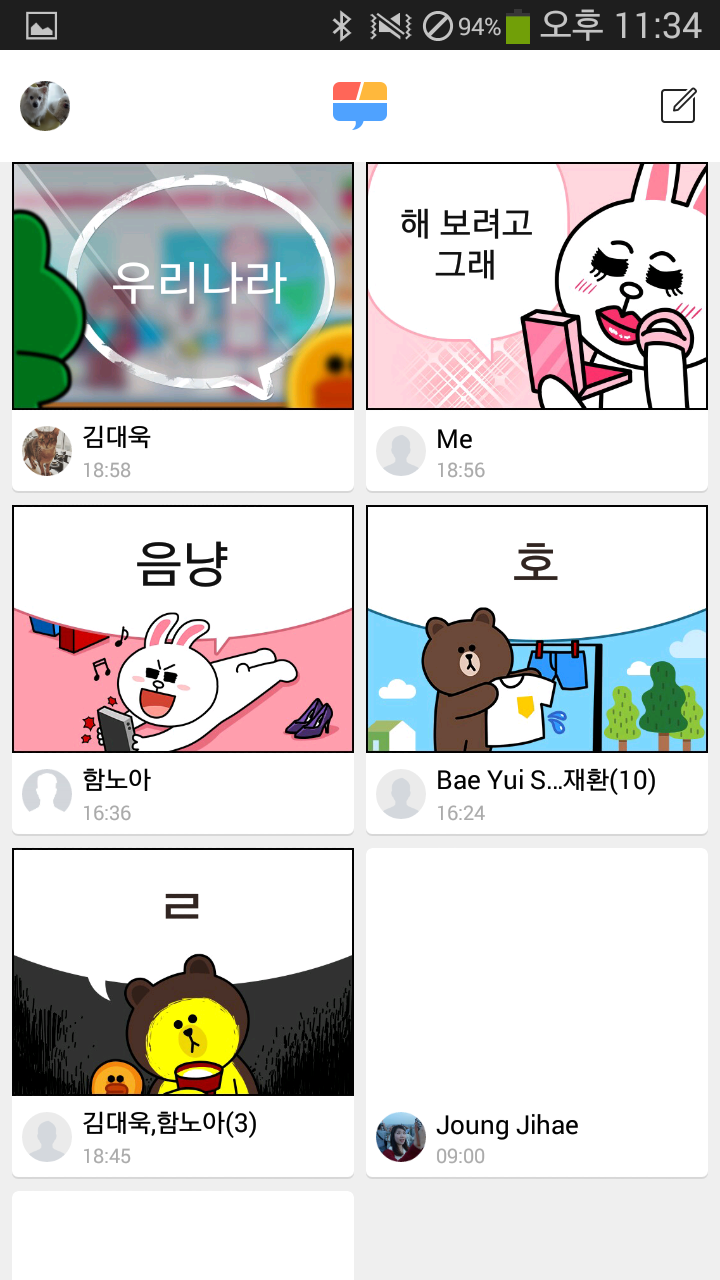 94% 오후 11:34
우리나라
김대욱
18:58
해 보려고
그래
Me
18:56
음냥
함노아
16:36
호
Bae Yui S...재환(10)
16:24
ㄹ
김대욱,함노아(3)
18:45
Joung Jihae
09:00